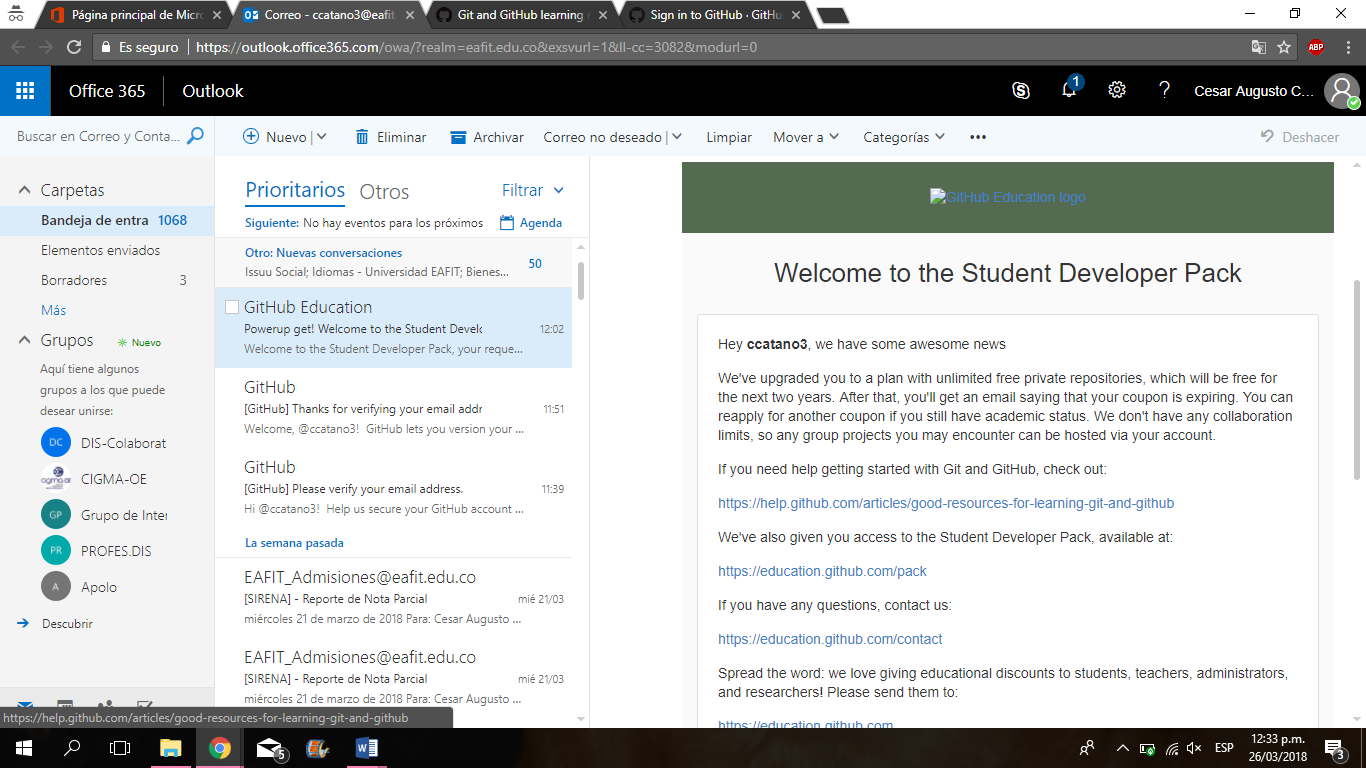 Página principal de Micro
Correo - ccatano3@eafit.
Git and GitHub learning r
Sign in to GitHub · GitHu
Es seguro
https://outlook.office365.com/owa/?realm=eafit.edu.co&exsvurl=1&ll-cc=3082&modurl=0
ABP
Office 365
Outlook
1
Cesar Augusto C...
Buscar en Correo y Conta...
Nuevo
Eliminar
Archivar
Correo no deseado
Limpiar
Mover a
Categorías
Deshacer
Carpetas
Bandeja de entra 1068
Elementos enviados
Borradores 3
Más
Grupos
Nuevo
Aquí tiene algunos
grupos a los que puede
desear unirse:
DC DIS-Colaborat
CIGMA-OE
GP Grupo de Inter
PR PROFES.DIS
A Apolo
Descubrir
Prioritarios
Otros
Filtrar
Siguiente: No hay eventos para los próximos
Agenda
Otro: Nuevas conversaciones
Issuu Social; Idiomas - Universidad EAFIT; Bienes...
50
GitHub Education
Powerup get! Welcome to the Student Develo 12:02
Welcome to the Student Developer Pack, your reque...
GitHub
[GitHub] Thanks for verifying your email addr 11:51
Welcome, @ccatano3! GitHub lets you version your ...
GitHub
[GitHub] Please verify your email address. 11:39
Hi @ccatano3! Help us secure your GitHub account ...
La semana pasada
EAFIT_Admisiones@eafit.edu.co
[SIRENA] - Reporte de Nota Parcial mié 21/03
miércoles 21 de marzo de 2018 Para: Cesar Augusto ...
EAFIT_Admisiones@eafit.edu.co
[SIRENA] - Reporte de Nota Parcial mié 21/03
miércoles 21 de marzo de 2018 Para: Cesar Augusto ...
GitHub Education logo
Welcome to the Student Developer Pack
Hey ccatano3, we have some awesome news
We've upgraded you to a plan with unlimited free private repositories, which will be free for
the next two years. After that, you'll get an email saying that your coupon is expiring. You can
reapply for another coupon if you still have academic status. We don't have any collaboration
limits, so any group projects you may encounter can be hosted via your account.
If you need help getting started with Git and GitHub, check out:
https://help.github.com/articles/good-resources-for-learning-git-and-github
We've also given you access to the Student Developer Pack, available at:
https://education.github.com/pack
If you have any questions, contact us:
https://education.github.com/contact
Spread the word: we love giving educational discounts to students, teachers, administrators,
and researchers! Please send them to:
https://education.github.com
https://help.github.com/articles/good-resources-for-learning-git-and-github
5
ESP
12:33 p.m.
26/03/2018
3